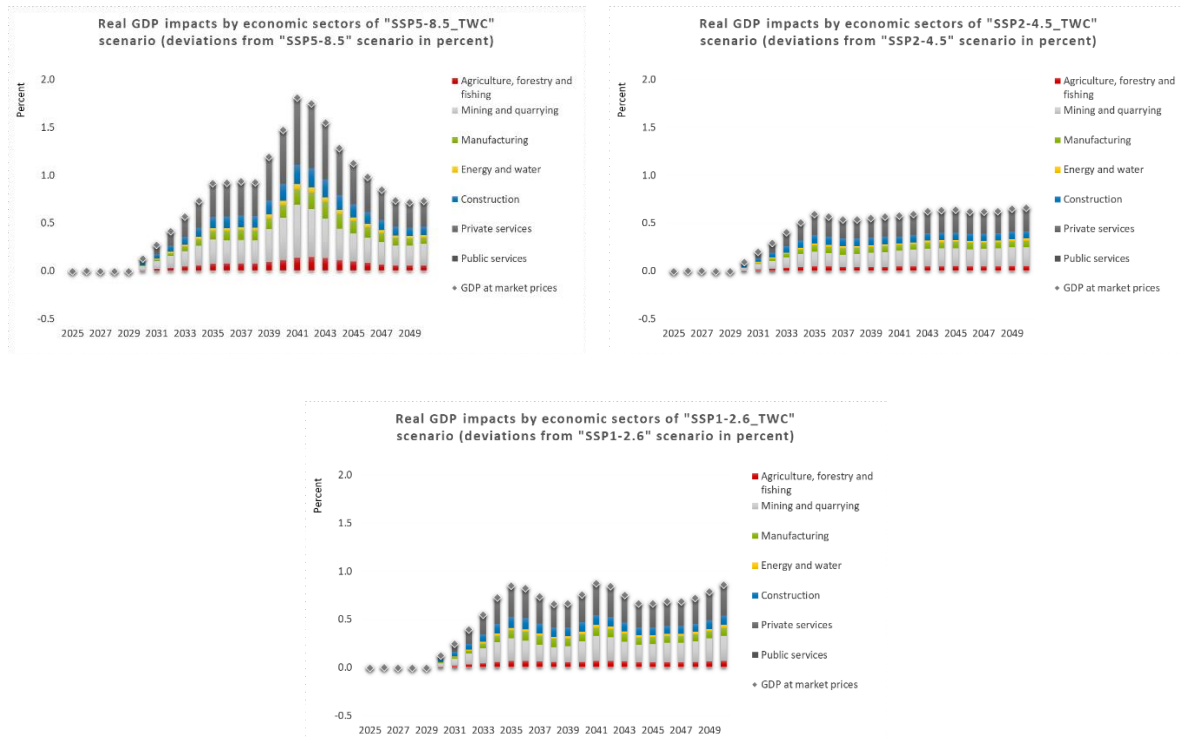 Real GDP impacts by economic sectors of "SSP5-8.5_TWC"
scenario (deviations from "SSP5-8.5" scenario in percent)
Percent
2.0
1.5
1.0
0.5
0.0
-0.5
2025 2027 2029 2031 2033 2035 2037 2039 2041 2043 2045 2047 2049
Agriculture, forestry and
fishing
Mining and quarrying
Manufacturing
Energy and water
Construction
Private services
Public services
GDP at market prices
Real GDP impacts by economic sectors of "SSP2-4.5_TWC"
scenario (deviations from "SSP2-4.5" scenario in percent)
Percent
2.0
1.5
1.0
0.5
0.0
-0.5
2025 2027 2029 2031 2033 2035 2037 2039 2041 2043 2045 2047 2049
Agriculture, forestry and
fishing
Mining and quarrying
Manufacturing
Energy and water
Construction
Private services
Public services
GDP at market prices
Real GDP impacts by economic sectors of "SSP1-2.6_TWC"
scenario (deviations from "SSP1-2.6" scenario in percent)
Percent
2.0
1.5
1.0
0.5
0.0
-0.5
2025 2027 2029 2031 2033 2035 2037 2039 2041 2043 2045 2047 2049
Agriculture, forestry and
fishing
Mining and quarrying
Manufacturing
Energy and water
Construction
Private services
Public services
GDP at market prices